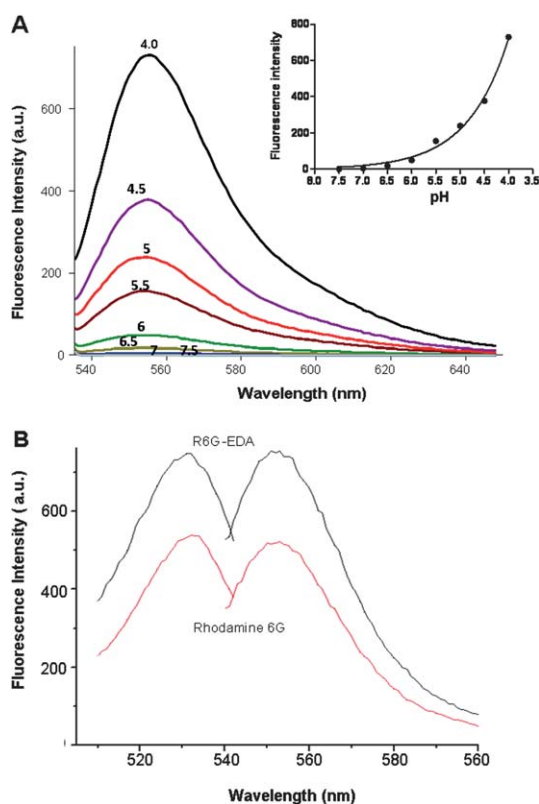 A
Fluorescence Intensity (a.u.)
600
400
200
0
540
560
580
600
620
640
Wavelength (nm)
4.0
4.5
5
5.5
6
6.5
7
7.5
Fluorescence intensity
800
600
400
200
0
8.0 7.5 7.0 6.5 6.0 5.5 5.0 4.5 4.0 3.5
pH
B
Fluorescence Intensity ( a.u.)
600
400
200
R6G-EDA
Rhodamine 6G
520 540 560 580 560
Wavelength (nm)